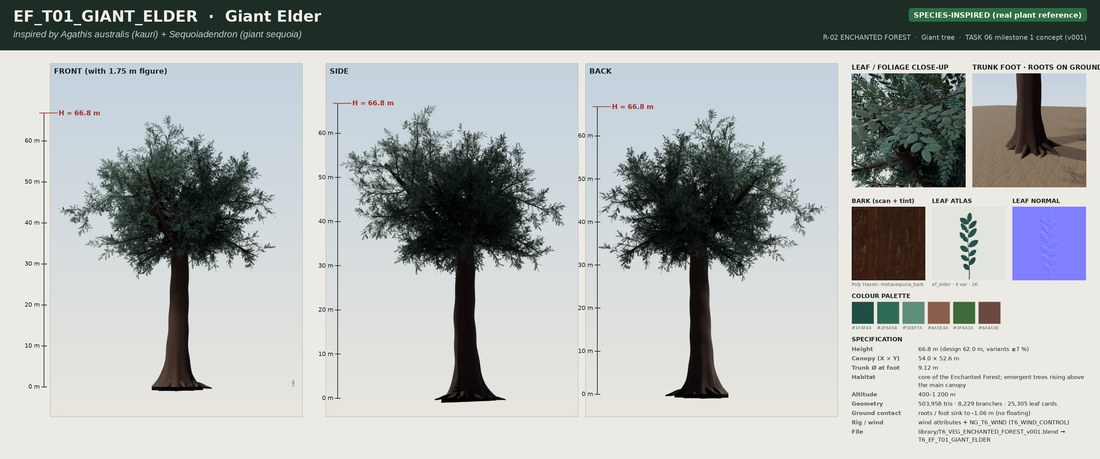 EF_T01_GIANT_ELDER · Giant Elder
inspired by Agathis australis (kauri) + Sequoiadendron (giant sequoia)
SPECIES-INSPIRED (real plant reference)
R-02 ENCHANTED FOREST · Giant tree · TASK 06 milestone 1 concept (v001)
FRONT (with 1.75 m figure)
H = 66.8 m
60 m
50 m
40 m
30 m
20 m
10 m
0 m
SIDE
H = 66.8 m
60 m
50 m
40 m
30 m
20 m
10 m
0 m
BACK
H = 66.8 m
60 m
50 m
40 m
30 m
20 m
10 m
0 m
LEAF / FOLIAGE CLOSE-UP
TRUNK FOOT · ROOTS ON GROUND
BARK (scan + tint)
LEAF ATLAS
LEAF NORMAL
Poly Haven: metasequoia_bark
ef_elder · 4 var · 2K
COLOUR PALETTE
SPECIFICATION
Height 66.8 m (design 62.0 m, variants ±7 %)
Canopy (X × Y) 54.0 × 52.6 m
Trunk Ø at foot 9.12 m
Habitat core of the Enchanted Forest; emergent trees rising above
the main canopy
Altitude 400–1 200 m
Geometry 503,958 tris · 8,229 branches · 25,305 leaf cards
Ground contact roots / foot sink to -1.06 m (no floating)
Rig / wind wind attributes + NG_T6_WIND (T6_WIND_CONTROL)
File library/T6_VEG_ENCHANTED_FOREST_v001.blend →
T6_EF_T01_GIANT_ELDER